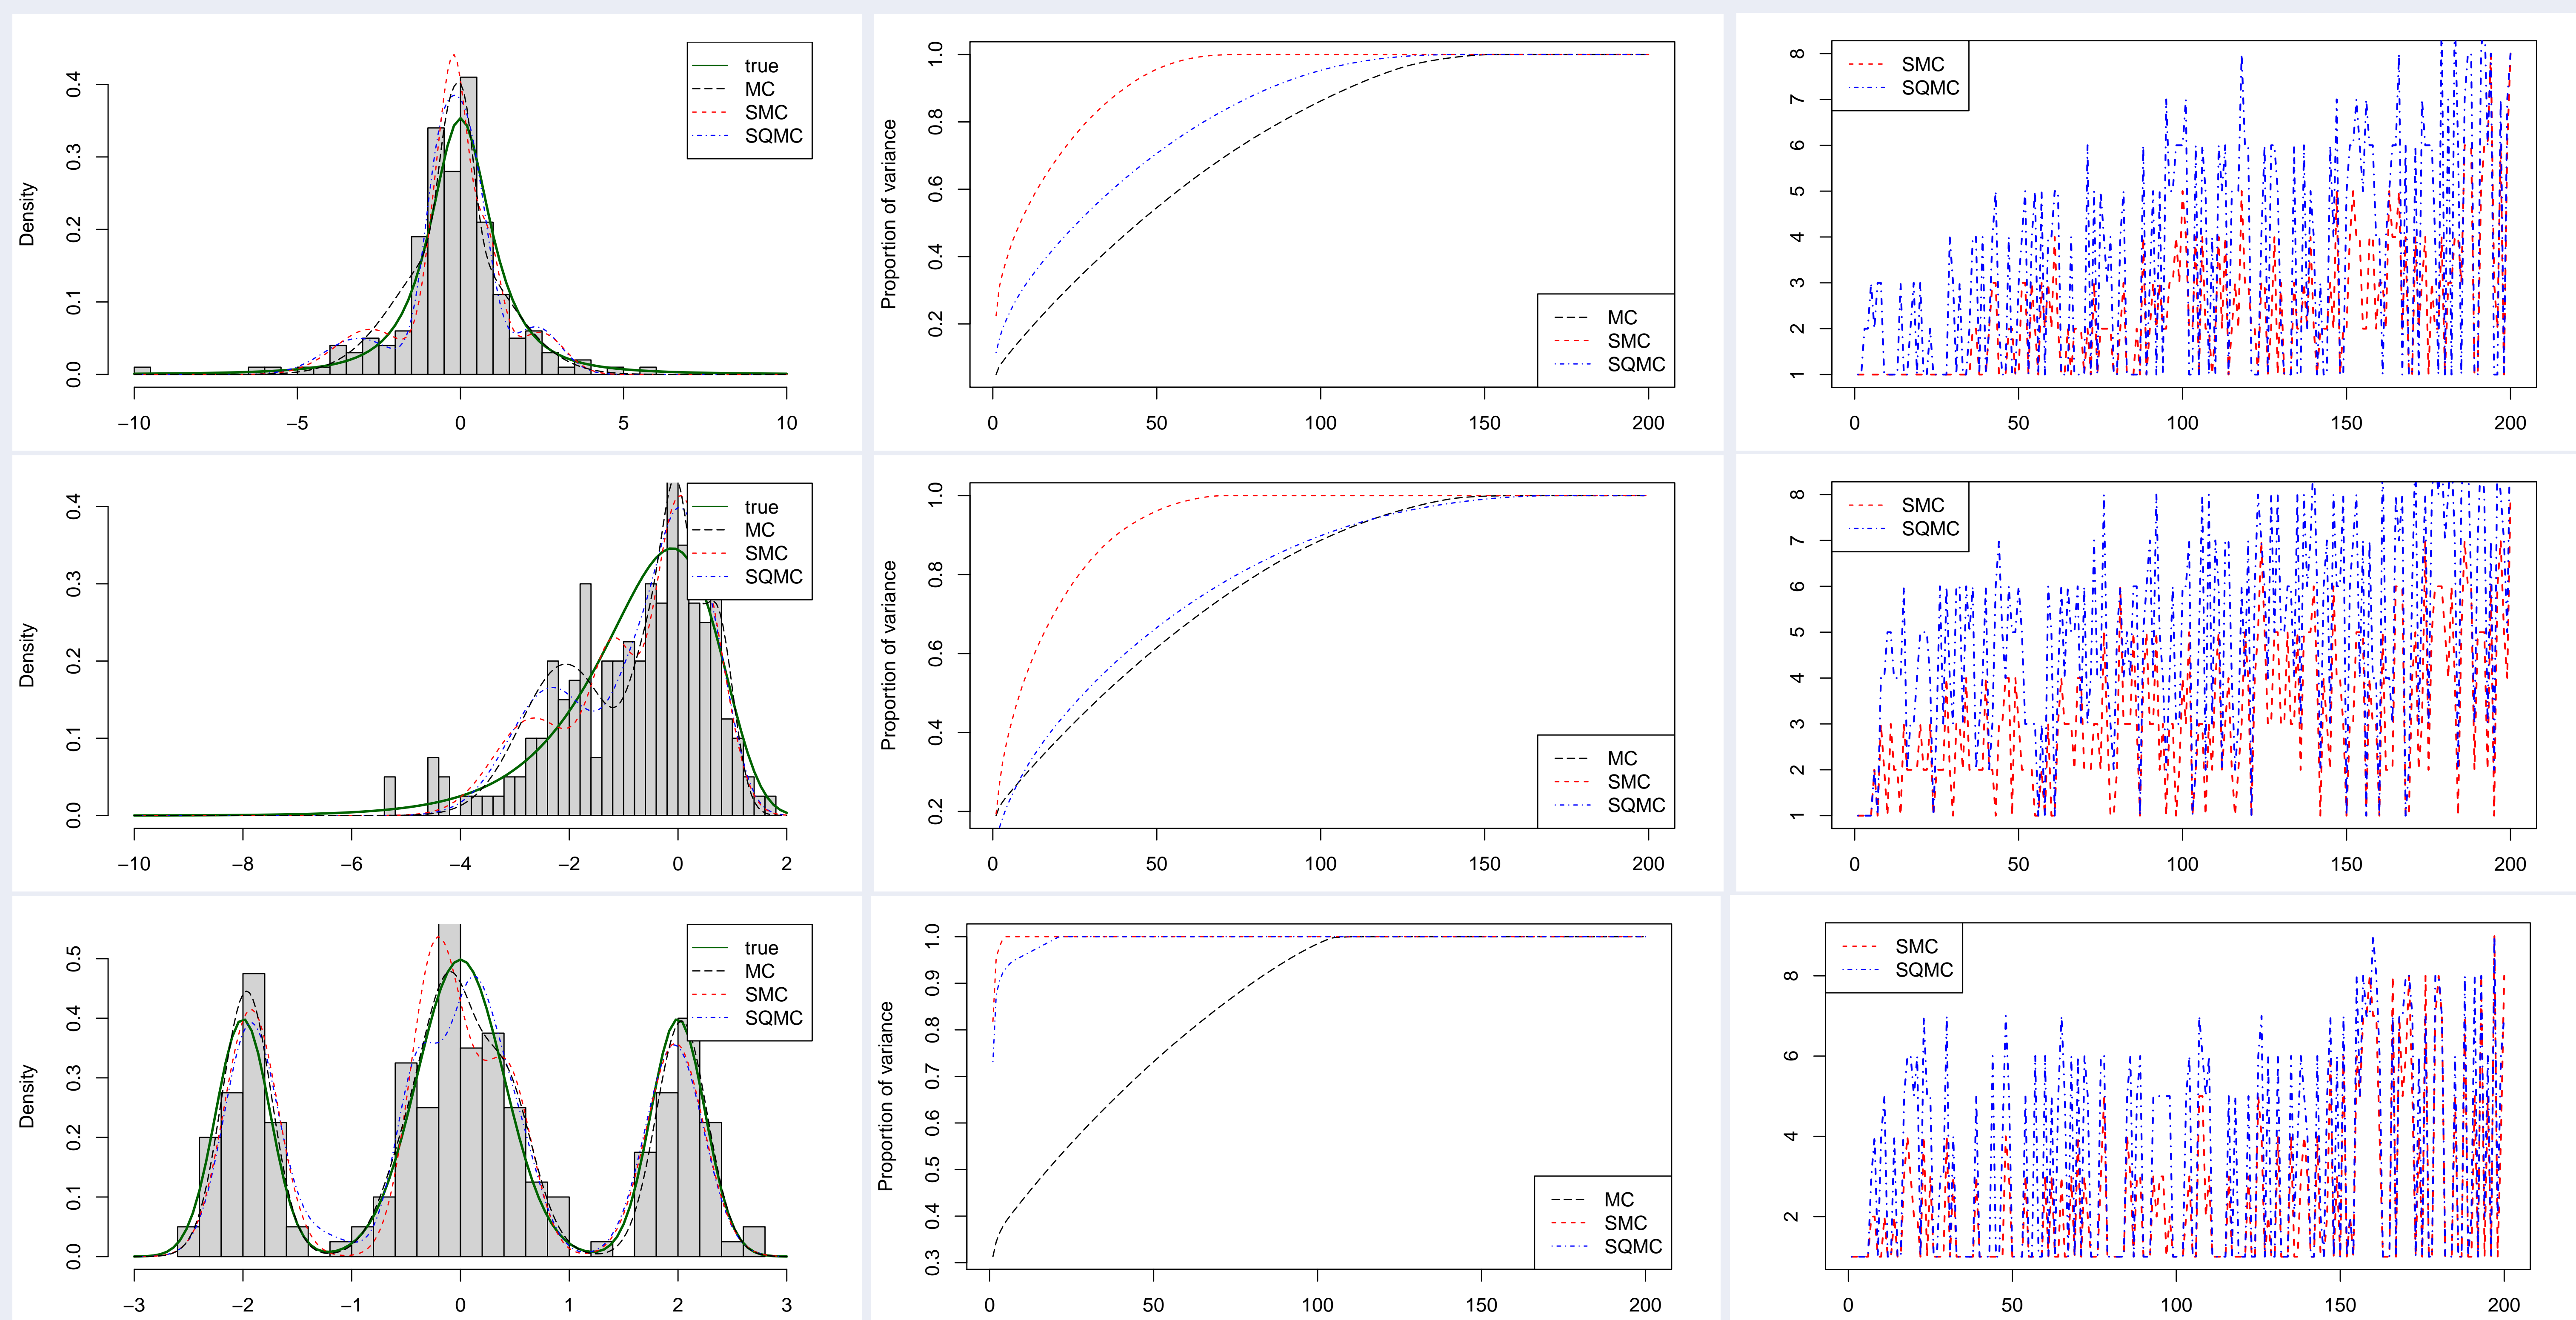 Density
0.0 0.1 0.2 0.3 0.4
−10 −5 0 5 10
true
MC
SMC
SQMC
Proportion of variance
0.2 0.4 0.6 0.8 1.0
0 50 100 150 200
MC
SMC
SQMC
1 2 3 4 5 6 7 8
0 50 100 150 200
SMC
SQMC
Density
0.0 0.1 0.2 0.3 0.4
−10 −8 −6 −4 −2 0 2
true
MC
SMC
SQMC
Proportion of variance
0.2 0.4 0.6 0.8 1.0
0 50 100 150 200
MC
SMC
SQMC
1 2 3 4 5 6 7 8
0 50 100 150 200
SMC
SQMC
Density
0.0 0.1 0.2 0.3 0.4 0.5
−3 −2 −1 0 1 2 3
true
MC
SMC
SQMC
Proportion of variance
0.3 0.4 0.5 0.6 0.7 0.8 0.9 1.0
0 50 100 150 200
MC
SMC
SQMC
2 4 6 8
0 50 100 150 200
SMC
SQMC